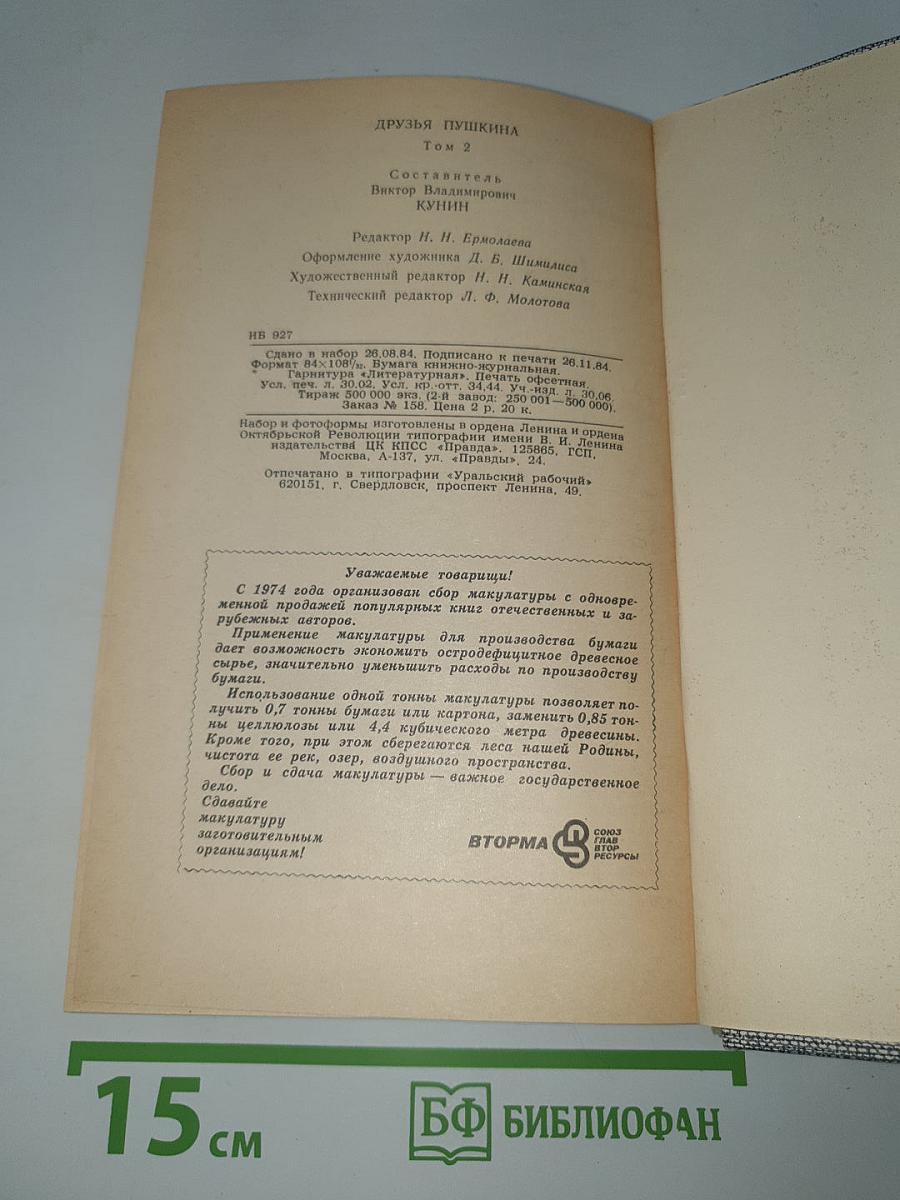 ДРУЗЬЯ ПУШКИНА
Том 2
Составитель
Виктор Владимирович
КУНИН
Редактор Н. Н. Ермолаева
Оформление художника Д. Б. Шимилиса
Художественный редактор Н. Н. Каминская
Технический редактор Л. Ф. Молотова
ИБ 927
Сдано в набор 26.08.84. Подписано к печати 26.11.84.
Формат 84×108¹/₃₂. Бумага книжно-журнальная.
Гарнитура «Литературная». Печать офсетная.
Усл. печ. л. 30.02. Усл. кр.-отт. 34,44. Уч.-изд. л. 30,06.
Тираж 500 000 экз. (2-й завод: 250 001—500 000).
Заказ № 158. Цена 2 р. 20 к.
Набор и фотоформы изготовлены в ордена Ленина и ордена
Октябрьской Революции типографии имени В. И. Ленина
издательства ЦК КПСС «Правда». 125865, ГСП,
Москва, А-137, ул. «Правды», 24.
Отпечатано в типографии «Уральский рабочий»
620151, г. Свердловск, проспект Ленина, 49.
Уважаемые товарищи!
С 1974 года организован сбор макулатуры с одновре-
менной продажей популярных книг отечественных и за-
рубежных авторов.
Применение макулатуры для производства бумаги
дает возможность экономить остродефицитное древесное
сырье, значительно уменьшить расходы по производству
бумаги.
Использование одной тонны макулатуры позволяет по-
лучить 0,7 тонны бумаги или картона, заменить 0,85 тон-
ны целлюлозы или 4,4 кубического метра древесины.
Кроме того, при этом сберегаются леса нашей Родины,
чистота ее рек, озер, воздушного пространства.
Сбор и сдача макулатуры — важное государственное
дело.
Сдавайте
макулатуру
заготовительным
организациям!
ВТОРМА
СОЮЗ
ГЛАВ
ВТОР
РЕСУРСЫ
15 см
БФ БИБЛИОФАН